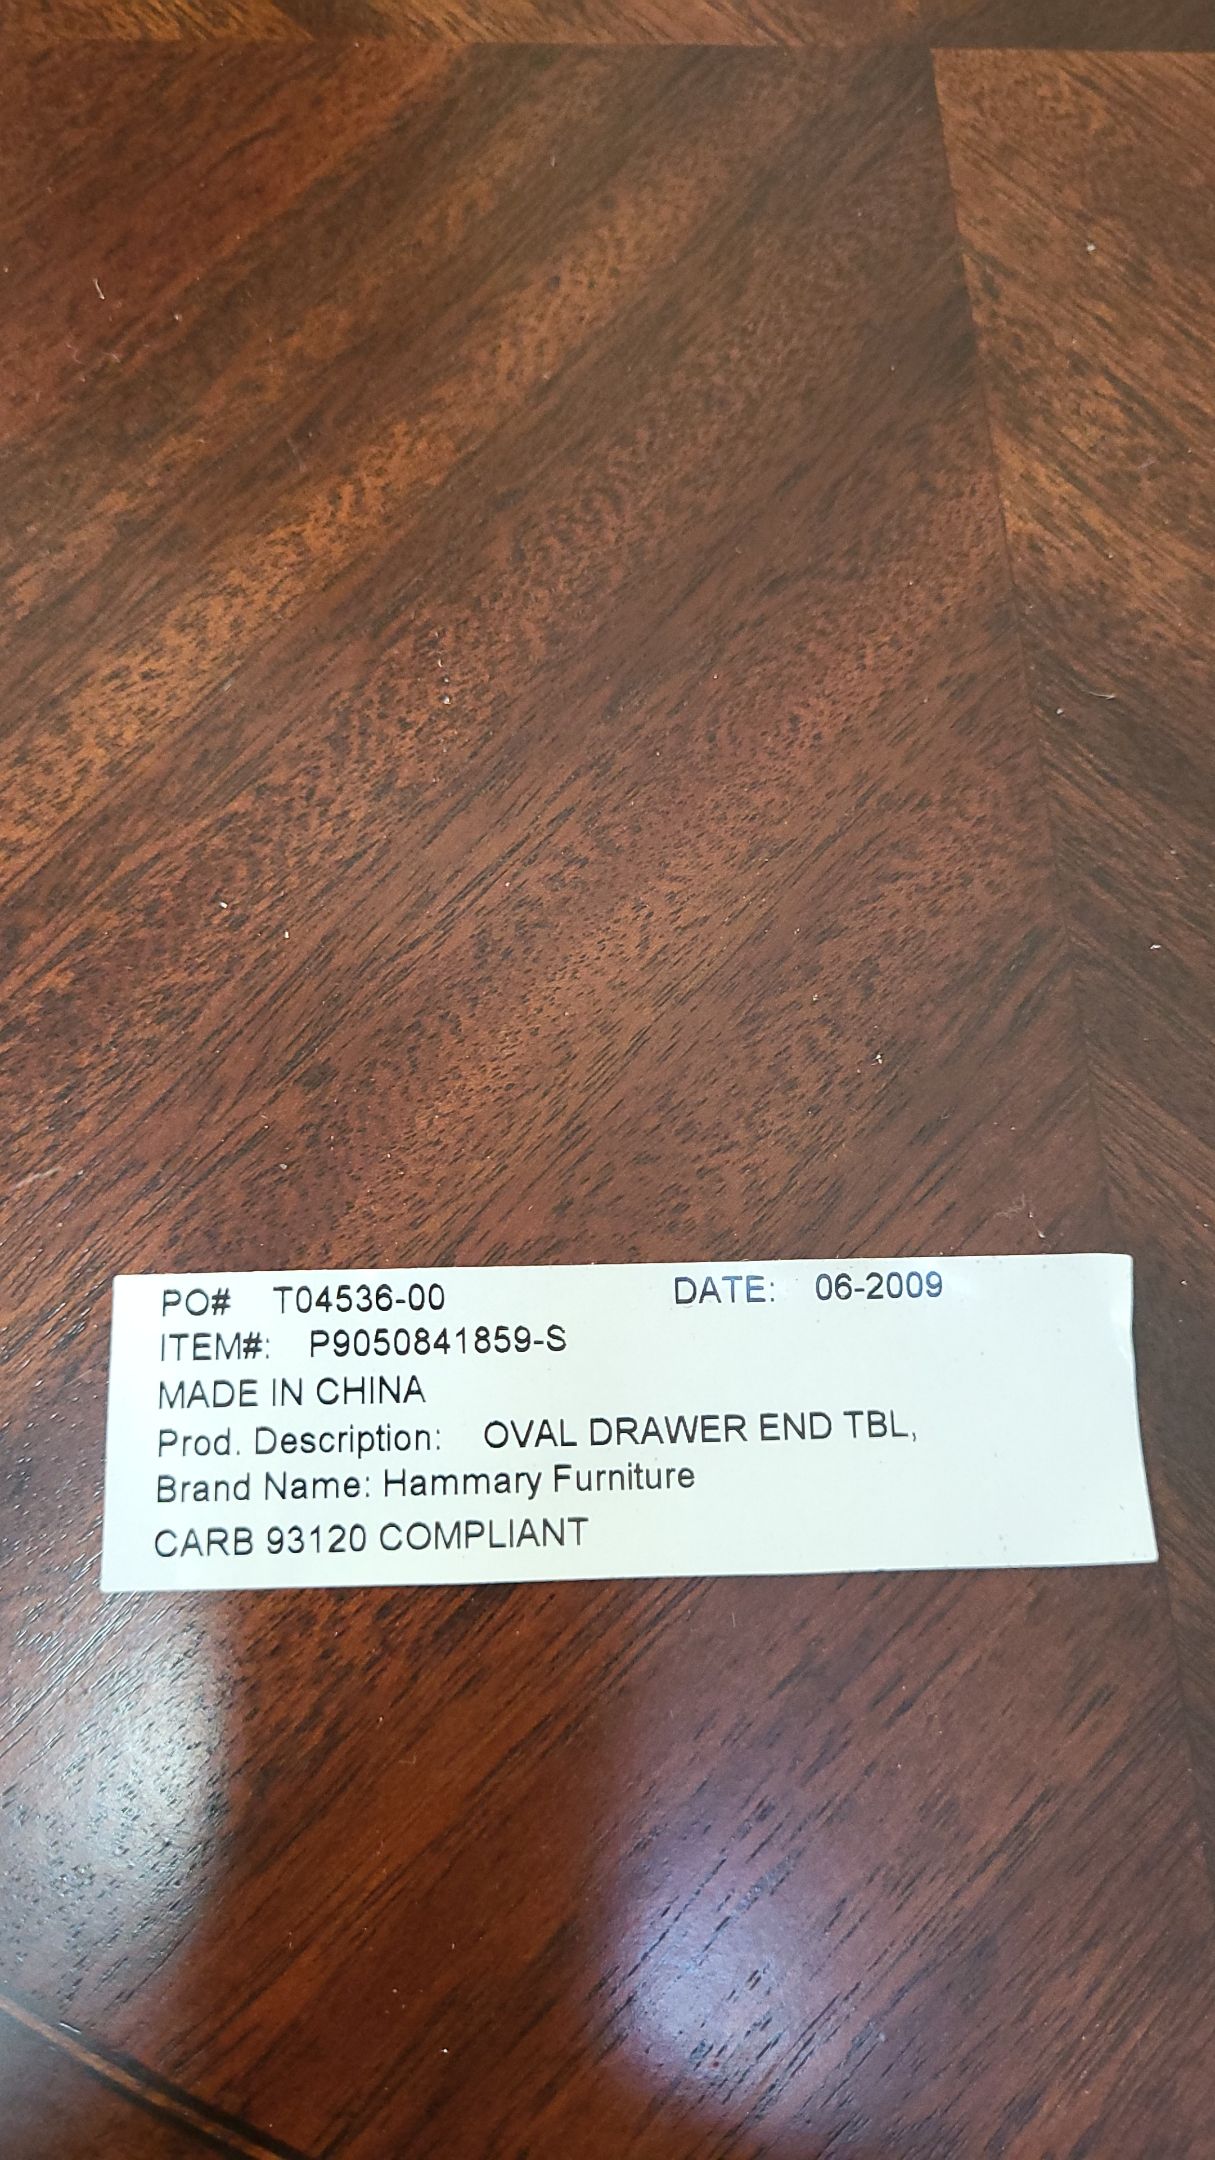 PO# T04536-00 DATE: 06-2009
ITEM#: P9050841859-S
MADE IN CHINA
Prod. Description: OVAL DRAWER END TBL,
Brand Name: Hammary Furniture
CARB 93120 COMPLIANT